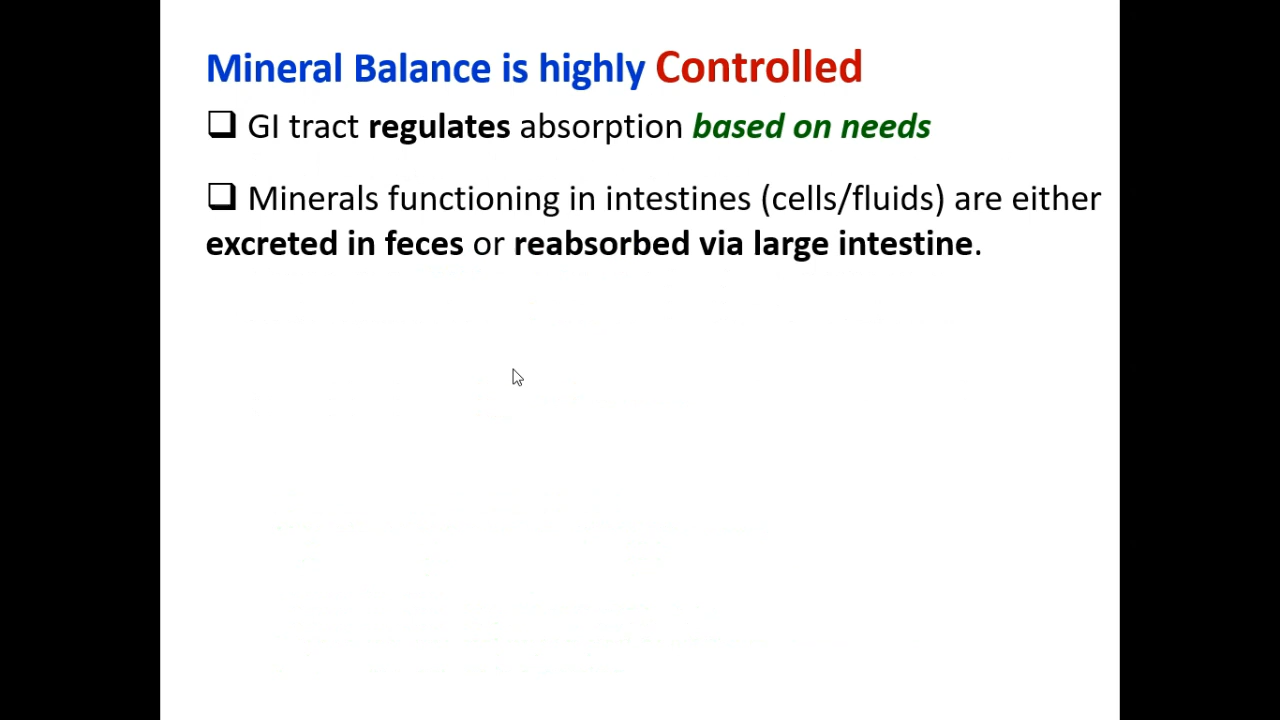 Mineral Balance is highly Controlled
❑ GI tract regulates absorption based on needs
❑ Minerals functioning in intestines (cells/fluids) are either
excreted in feces or reabsorbed via large intestine.